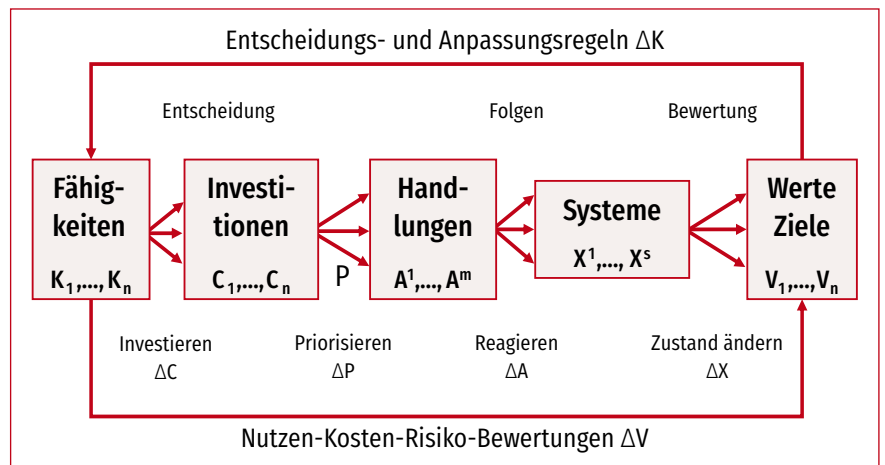 Entscheidungs- und Anpassungsregeln ΔK
Entscheidung
Folgen
Bewertung
Fähig-
keiten
K₁,..., Kₙ
Investi-
tionen
C₁,...,Cₙ
P
Hand-
lungen
A¹,..., Aᵐ
Systeme
X¹,..., Xˢ
Werte
Ziele
V₁,...,Vₙ
Investieren
ΔC
Priorisieren
ΔP
Reagieren
ΔA
Zustand ändern
ΔX
Nutzen-Kosten-Risiko-Bewertungen ΔV